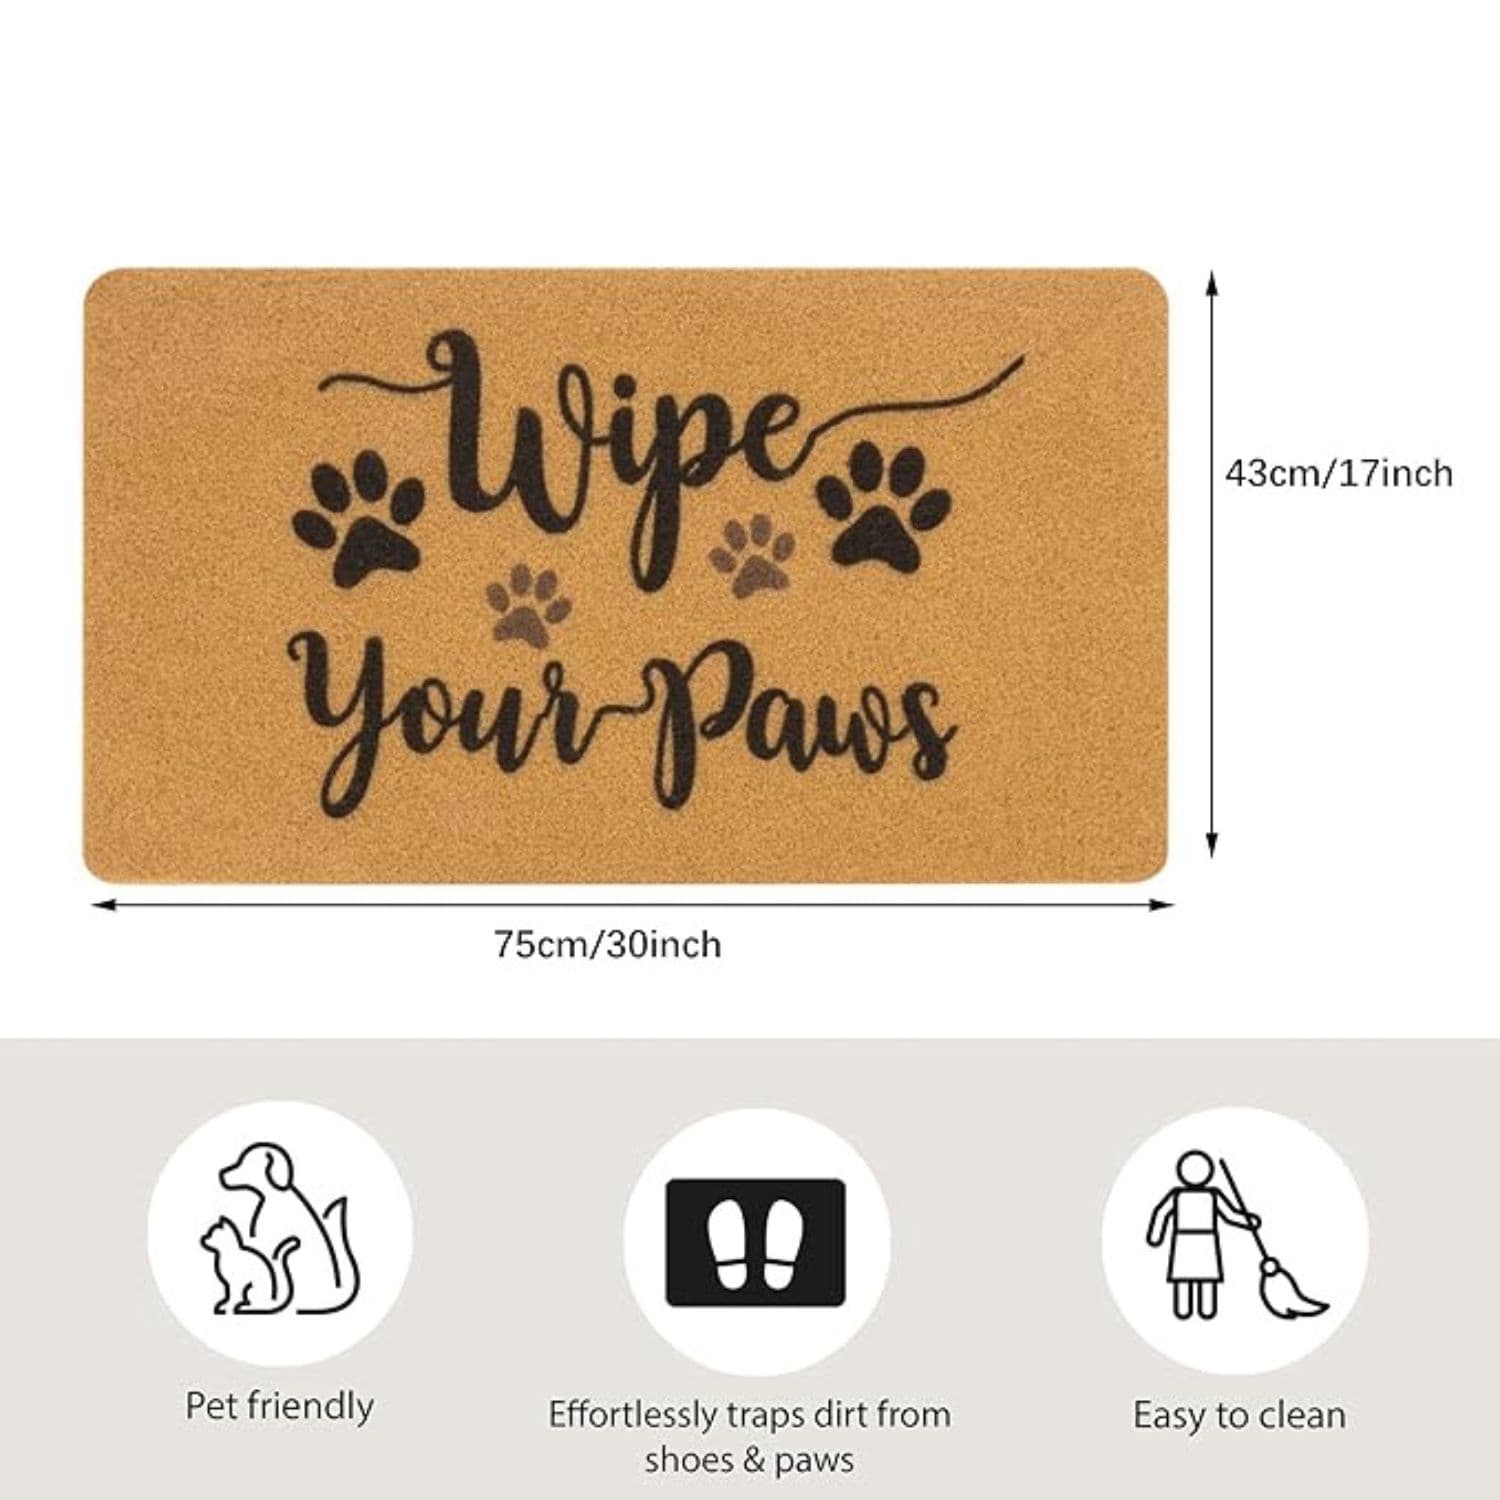 Wipe
Your Paws
43cm/17inch
75cm/30inch
Pet friendly
Effortlessly traps dirt from
shoes & paws
Easy to clean